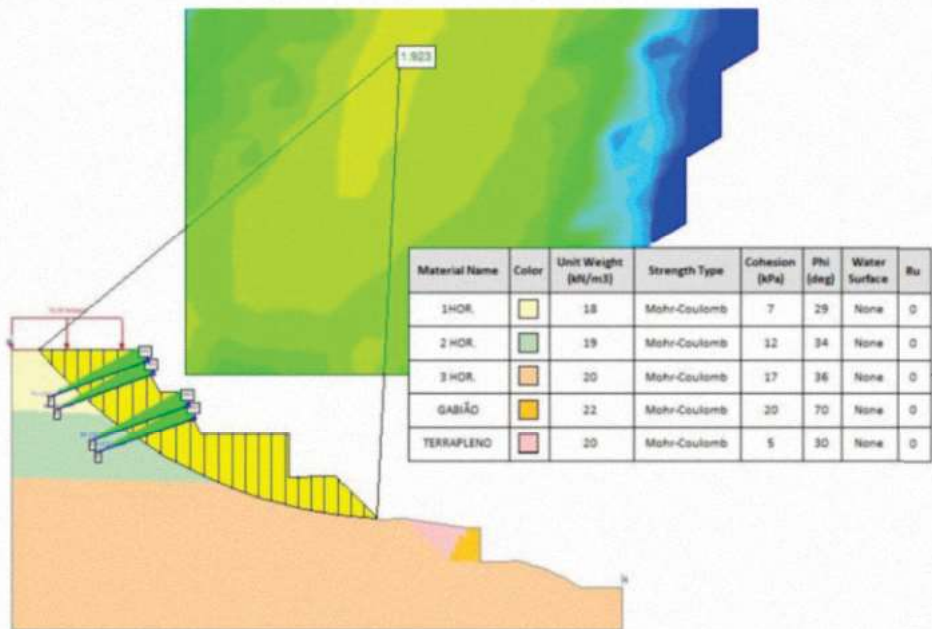 1.923
Material Name Color Unit Weight (kN/m3) Strength Type Cohesion (kPa) Phi (deg) Water Surface Ru
1HOR. 18 Mohr-Coulomb 7 29 None 0
2 HOR. 19 Mohr-Coulomb 12 34 None 0
3 HOR. 20 Mohr-Coulomb 17 36 None 0
GABIÃO 22 Mohr-Coulomb 20 70 None 0
TERRAPLENO 20 Mohr-Coulomb 5 30 None 0